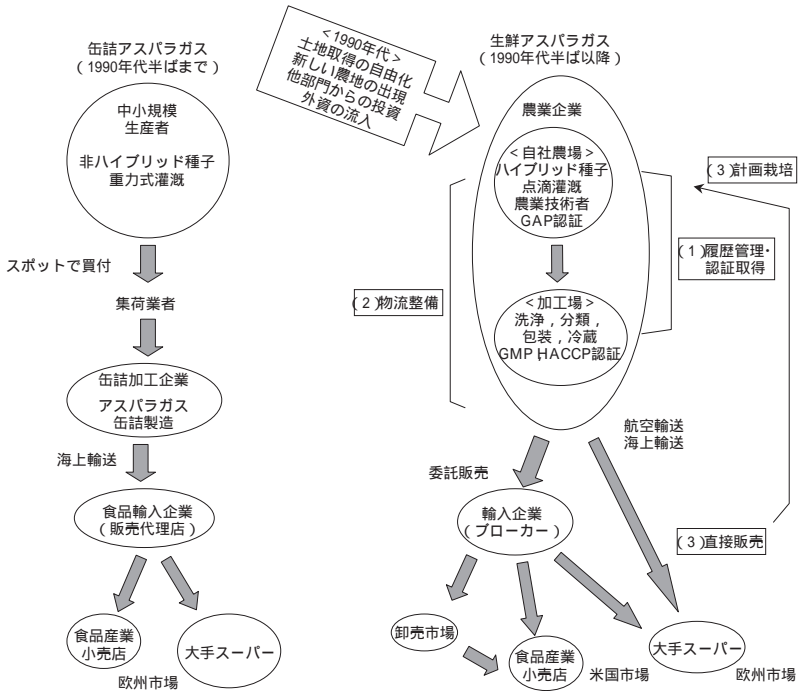 缶詰アスパラガス
(1990年代半ばまで)
中小規模
生産者
非ハイブリッド種子
重力式灌漑
スポットで買付
集荷業者
缶詰加工企業
アスパラガス
缶詰製造
海上輸送
食品輸入企業
(販売代理店)
食品産業
小売店
大手スーパー
欧州市場
<1990年代>
土地取得の自由化
新しい農地の出現
他部門からの投資
外資の流入
生鮮アスパラガス
(1990年代半ば以降)
農業企業
<自社農場>
ハイブリッド種子
点滴灌漑
農業技術者
GAP認証
<加工場>
洗浄,分類,
包装,冷蔵
GMP,HACCP認証
(2)物流整備
(1)履歴管理・
認証取得
(3)計画栽培
航空輸送
海上輸送
委託販売
輸入企業
(ブローカー)
(3)直接販売
卸売市場
食品産業
小売店
米国市場
大手スーパー
欧州市場